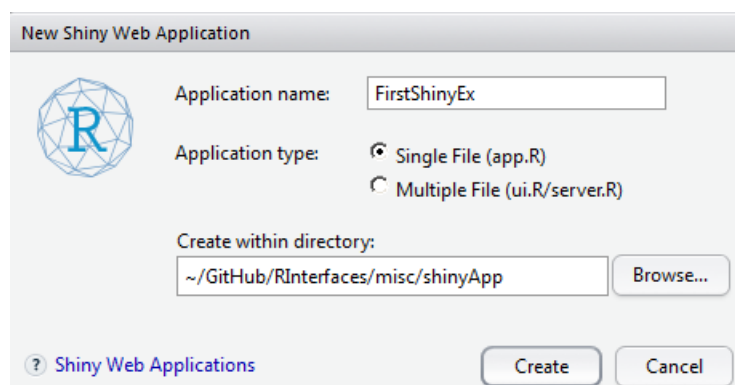 New Shiny Web Application
R
Application name: FirstShinyEx
Application type: Single File (app.R)
Multiple File (ui.R/server.R)
Create within directory:
~/GitHub/RInterfaces/misc/shinyApp Browse...
? Shiny Web Applications Create Cancel